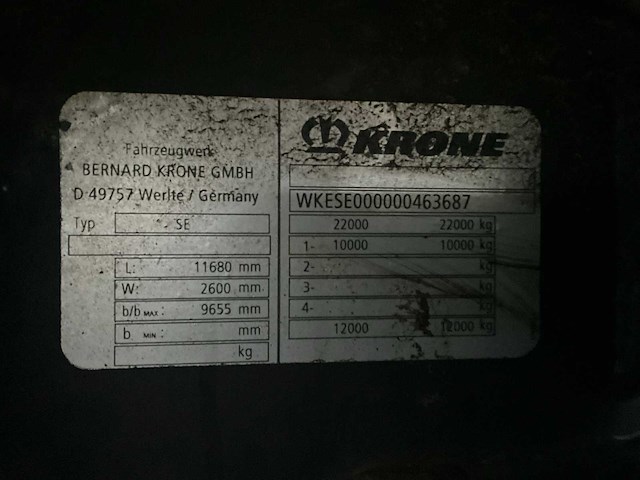 Fahrzeugwerk
BERNARD KRONE GMBH
D 49757 Werlte / Germany
Typ SE
L: 11680 mm
W: 2600 mm
b/b MAX: 9655 mm
b MIN: mm
kg
KRONE
WKESE000000463687
22000 22000 kg
1- 10000 10000 kg
2- kg
3- kg
4- kg
12000 12000 kg